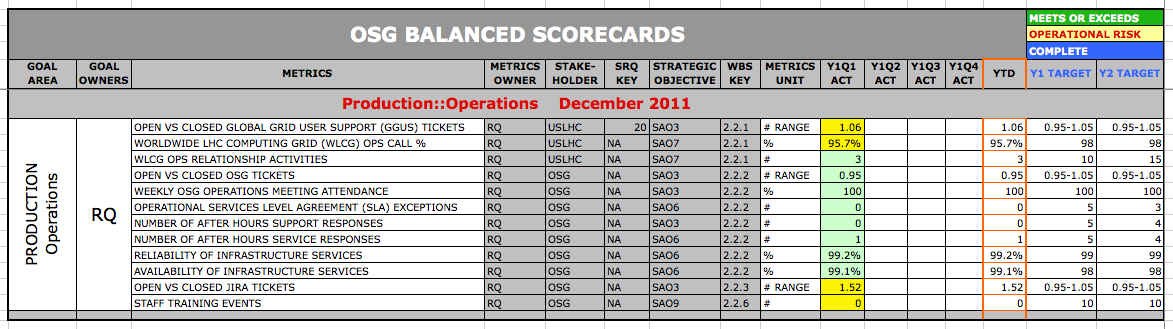 OSG BALANCED SCORECARDS
MEETS OR EXCEEDS
OPERATIONAL RISK
COMPLETE
GOAL AREA GOAL OWNERS METRICS METRICS OWNER STAKE-HOLDER SRQ KEY STRATEGIC OBJECTIVE WBS KEY METRICS UNIT Y1Q1 ACT Y1Q2 ACT Y1Q3 ACT Y1Q4 ACT YTD Y1 TARGET Y2 TARGET
Production::Operations December 2011
PRODUCTION
Operations
RQ
OPEN VS CLOSED GLOBAL GRID USER SUPPORT (GGUS) TICKETS RQ USLHC 20 SAO3 2.2.1 # RANGE 1.06 1.06 0.95-1.05 0.95-1.05
WORLDWIDE LHC COMPUTING GRID (WLCG) OPS CALL % RQ USLHC NA SAO7 2.2.1 % 95.7% 95.7% 98 98
WLCG OPS RELATIONSHIP ACTIVITIES RQ USLHC NA SAO7 2.2.1 # 3 3 10 15
OPEN VS CLOSED OSG TICKETS RQ OSG NA SAO3 2.2.2 # RANGE 0.95 0.95 0.95-1.05 0.95-1.05
WEEKLY OSG OPERATIONS MEETING ATTENDANCE RQ OSG NA SAO3 2.2.2 % 100 100 100 100
OPERATIONAL SERVICES LEVEL AGREEMENT (SLA) EXCEPTIONS RQ OSG NA SAO6 2.2.2 # 0 0 5 3
NUMBER OF AFTER HOURS SUPPORT RESPONSES RQ OSG NA SAO3 2.2.2 # 0 0 5 4
NUMBER OF AFTER HOURS SERVICE RESPONSES RQ OSG NA SAO6 2.2.2 # 1 1 5 4
RELIABILITY OF INFRASTRUCTURE SERVICES RQ OSG NA SAO6 2.2.2 % 99.2% 99.2% 99 99
AVAILABILITY OF INFRASTRUCTURE SERVICES RQ OSG NA SAO6 2.2.2 % 99.1% 99.1% 98 98
OPEN VS CLOSED JIRA TICKETS RQ OSG NA SAO3 2.2.3 # RANGE 1.52 1.52 0.95-1.05 0.95-1.05
STAFF TRAINING EVENTS RQ OSG NA SAO9 2.2.6 # 0 0 10 10